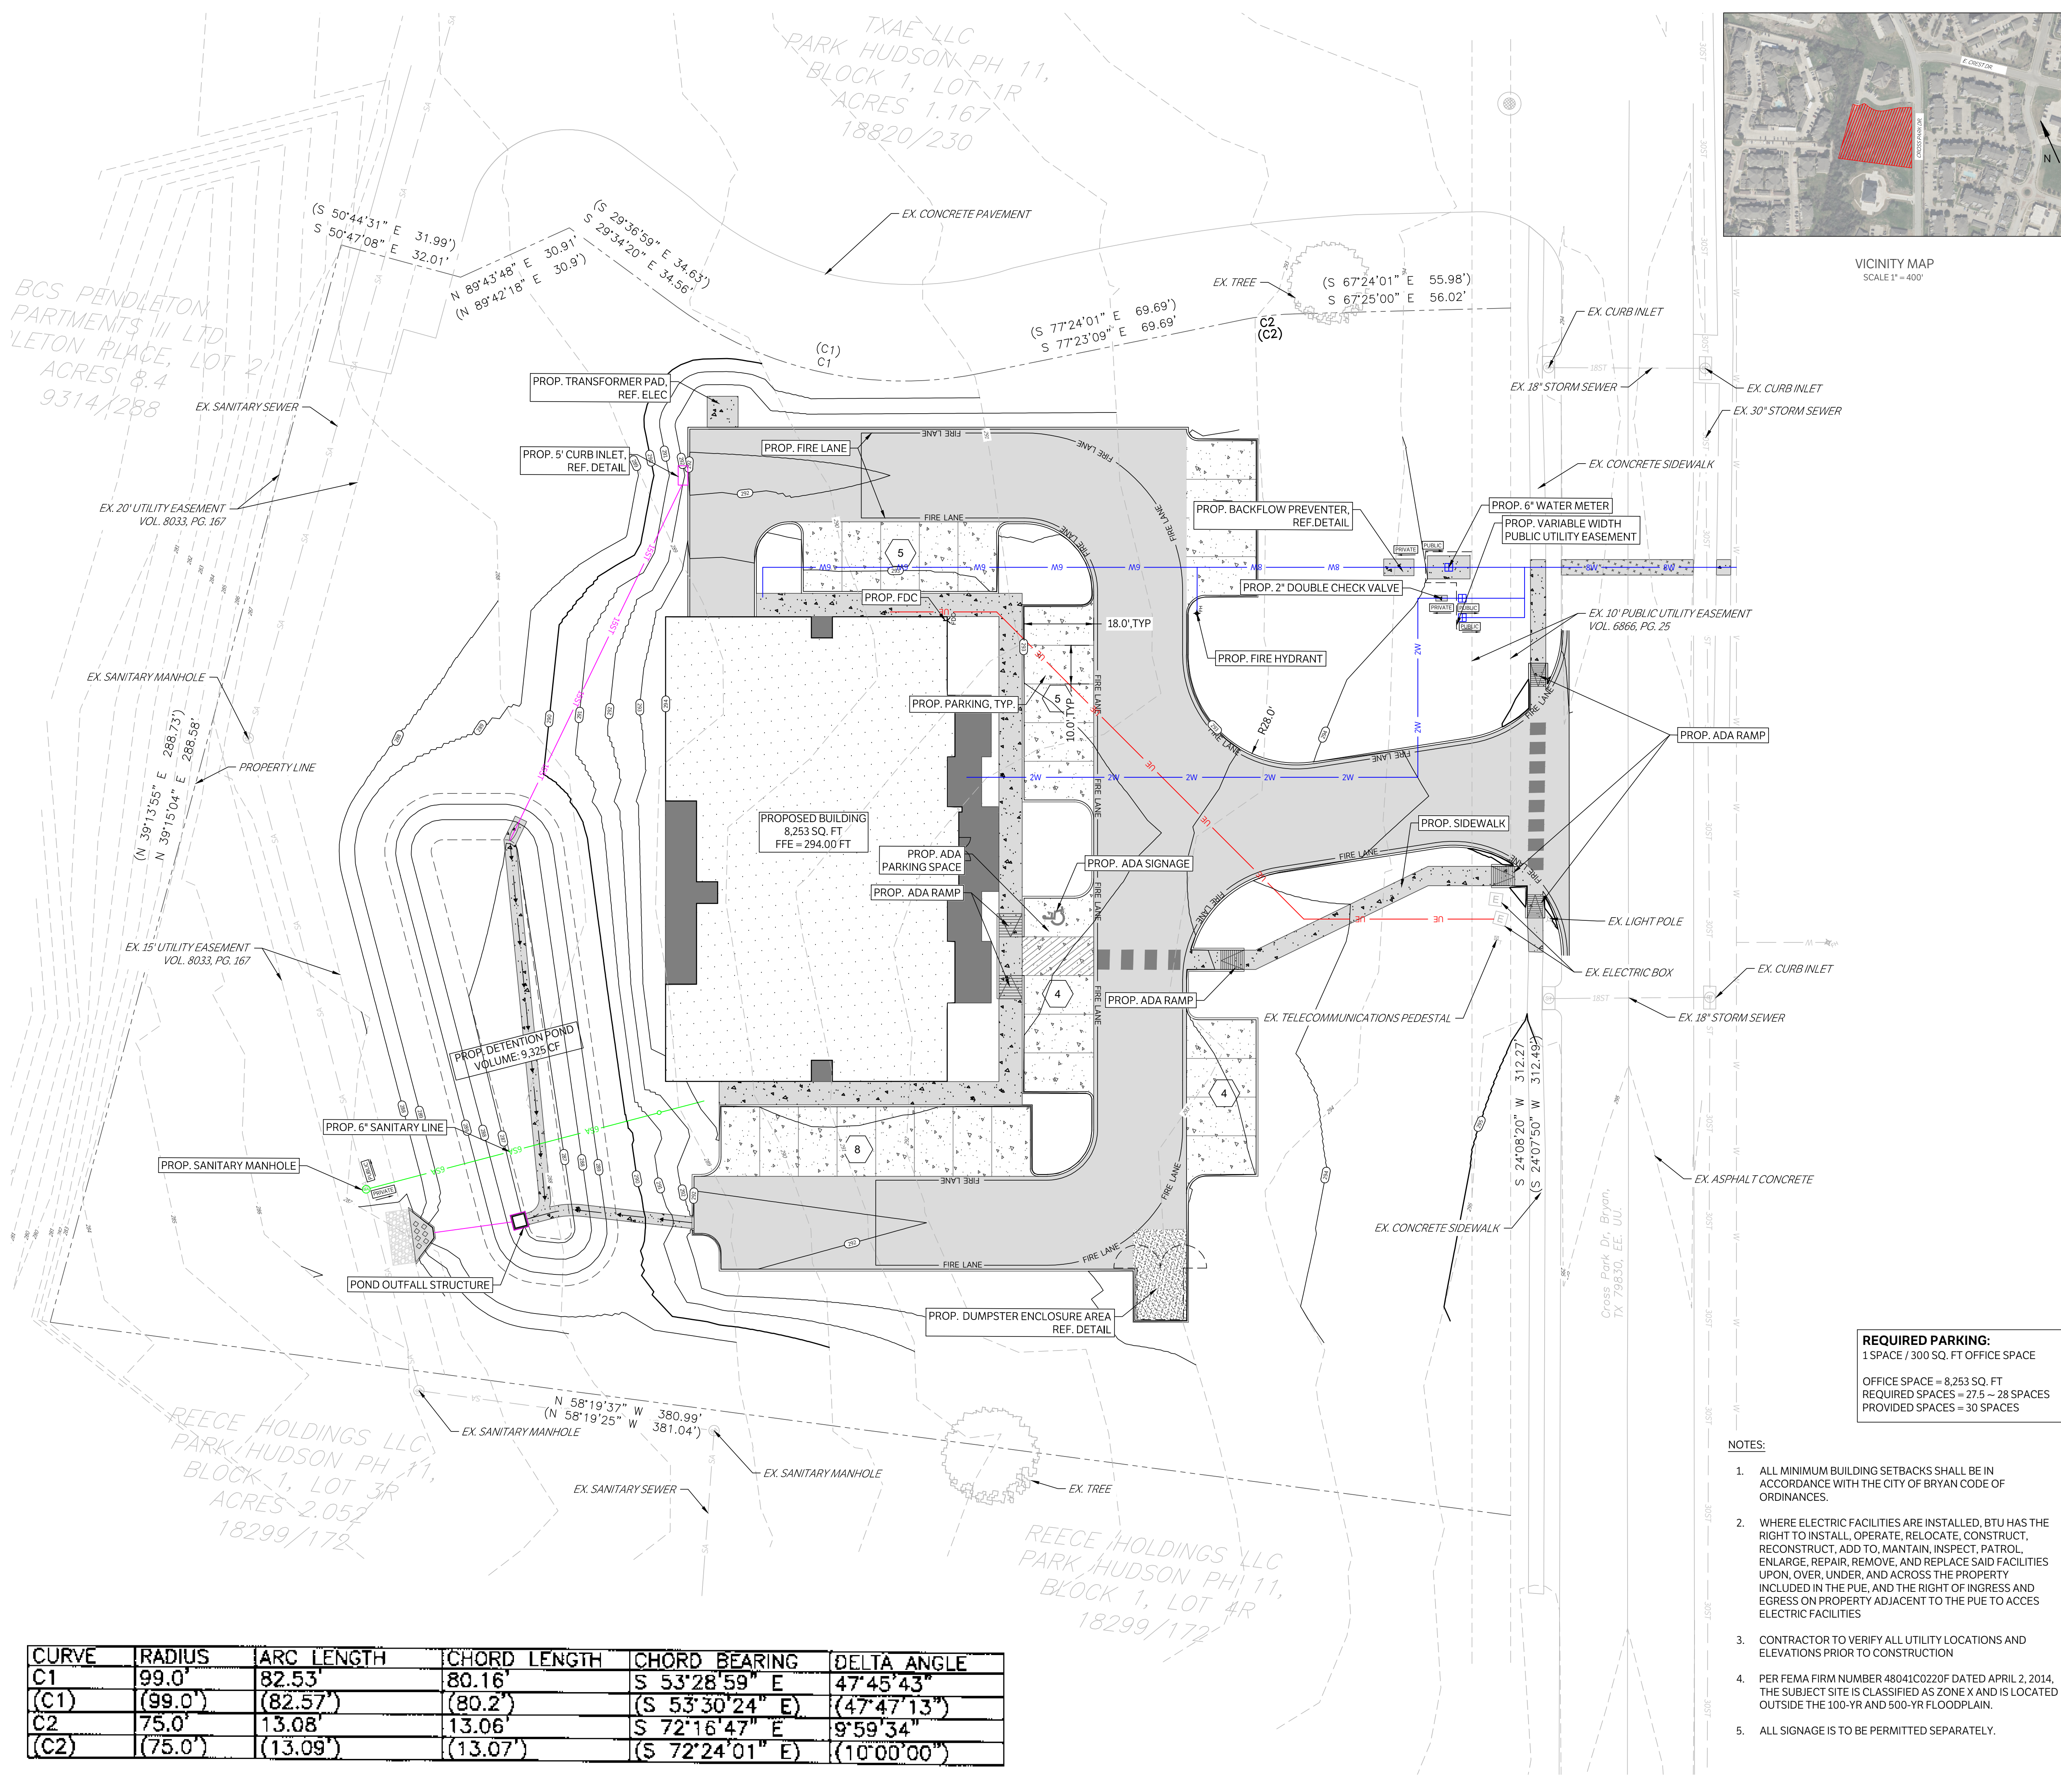 TXAE LLC
PARK HUDSON PH 11,
BLOCK 1, LOT 1R
ACRES 1.167
18820/230
E. CREST DR.
CROSS PARK DR.
N
VICINITY MAP
SCALE 1" = 400'
(S 50°44'31" E 31.99')
S 50°47'08" E 32.01'
N 89°43'48" E 30.91'
(N 89°42'18" E 30.9')
(S 29°36'59" E 34.63')
S 29°34'20" E 34.56'
EX. CONCRETE PAVEMENT
EX. TREE
(S 67°24'01" E 55.98')
S 67°25'00" E 56.02'
(S 77°24'01" E 69.69')
S 77°23'09" E 69.69'
C2
(C2)
(C1)
C1
BCS PENDLETON
PARTMENTS II LTD
LETON PLACE, LOT 2
ACRES 8.4
9314/288
EX. CURB INLET
EX. 18" STORM SEWER
EX. CURB INLET
EX. 30" STORM SEWER
PROP. TRANSFORMER PAD,
REF. ELEC
EX. SANITARY SEWER
PROP. FIRE LANE
FIRE LANE
PROP. 5' CURB INLET,
REF. DETAIL
EX. CONCRETE SIDEWALK
EX. 20' UTILITY EASEMENT
VOL. 8033, PG. 167
PROP. BACKFLOW PREVENTER,
REF.DETAIL
PROP. 6" WATER METER
PROP. VARIABLE WIDTH
PUBLIC UTILITY EASEMENT
FIRE LANE
5
PRIVATE
PUBLIC
PROP. 2" DOUBLE CHECK VALVE
PROP. FDC
EX. 10' PUBLIC UTILITY EASEMENT
VOL. 6866, PG. 25
18.0',TYP
PROP. FIRE HYDRANT
EX. SANITARY MANHOLE
PROP. PARKING, TYP.
5
10.0',TYP
R28.0'
PROP. ADA RAMP
PROPERTY LINE
(N 39°13'55" E 288.73')
N 39°15'04" E 288.58'
PROPOSED BUILDING
8,253 SQ. FT
FFE = 294.00 FT
PROP. SIDEWALK
PROP. ADA
PARKING SPACE
PROP. ADA SIGNAGE
PROP. ADA RAMP
EX. LIGHT POLE
EX. 15' UTILITY EASEMENT
VOL. 8033, PG. 167
EX. ELECTRIC BOX
EX. CURB INLET
4
PROP. ADA RAMP
EX. TELECOMMUNICATIONS PEDESTAL
EX. 18" STORM SEWER
PROP. DETENTION POND
VOLUME: 9,325 CF
S 24°08'20" W 312.27'
(S 24°07'50" W 312.49')
4
PROP. 6" SANITARY LINE
8
PROP. SANITARY MANHOLE
PRIVATE
EX. ASPHALT CONCRETE
FIRE LANE
EX. CONCRETE SIDEWALK
Cross Park Dr, Bryan,
TX 79830, EE. UU.
FIRE LANE
POND OUTFALL STRUCTURE
PROP. DUMPSTER ENCLOSURE AREA
REF. DETAIL
N 58°19'37" W 380.99'
(N 58°19'25" W 381.04')
EX. SANITARY MANHOLE
EX. SANITARY MANHOLE
EX. SANITARY SEWER
EX. TREE
REECE HOLDINGS LLC
PARK HUDSON PH 11,
BLOCK 1, LOT 3R
ACRES 2.052
18299/172
REECE HOLDINGS LLC
PARK HUDSON PH 11,
BLOCK 1, LOT 4R
18299/172
REQUIRED PARKING:
1 SPACE / 300 SQ. FT OFFICE SPACE
OFFICE SPACE = 8,253 SQ. FT
REQUIRED SPACES = 27.5 ~ 28 SPACES
PROVIDED SPACES = 30 SPACES
NOTES:
1. ALL MINIMUM BUILDING SETBACKS SHALL BE IN
ACCORDANCE WITH THE CITY OF BRYAN CODE OF
ORDINANCES.
2. WHERE ELECTRIC FACILITIES ARE INSTALLED, BTU HAS THE
RIGHT TO INSTALL, OPERATE, RELOCATE, CONSTRUCT,
RECONSTRUCT, ADD TO, MANTAIN, INSPECT, PATROL,
ENLARGE, REPAIR, REMOVE, AND REPLACE SAID FACILITIES
UPON, OVER, UNDER, AND ACROSS THE PROPERTY
INCLUDED IN THE PUE, AND THE RIGHT OF INGRESS AND
EGRESS ON PROPERTY ADJACENT TO THE PUE TO ACCES
ELECTRIC FACILITIES
3. CONTRACTOR TO VERIFY ALL UTILITY LOCATIONS AND
ELEVATIONS PRIOR TO CONSTRUCTION
4. PER FEMA FIRM NUMBER 48041C0220F DATED APRIL 2, 2014,
THE SUBJECT SITE IS CLASSIFIED AS ZONE X AND IS LOCATED
OUTSIDE THE 100-YR AND 500-YR FLOODPLAIN.
5. ALL SIGNAGE IS TO BE PERMITTED SEPARATELY.
CURVE RADIUS ARC LENGTH CHORD LENGTH CHORD BEARING DELTA ANGLE
C1 99.0' 82.53' 80.16' S 53°28'59" E 47°45'43"
(C1) (99.0') (82.57') (80.2') (S 53°30'24" E) (47°47'13")
C2 75.0' 13.08' 13.06' S 72°16'47" E 9°59'34"
(C2) (75.0') (13.09') (13.07') (S 72°24'01" E) (10°00'00")